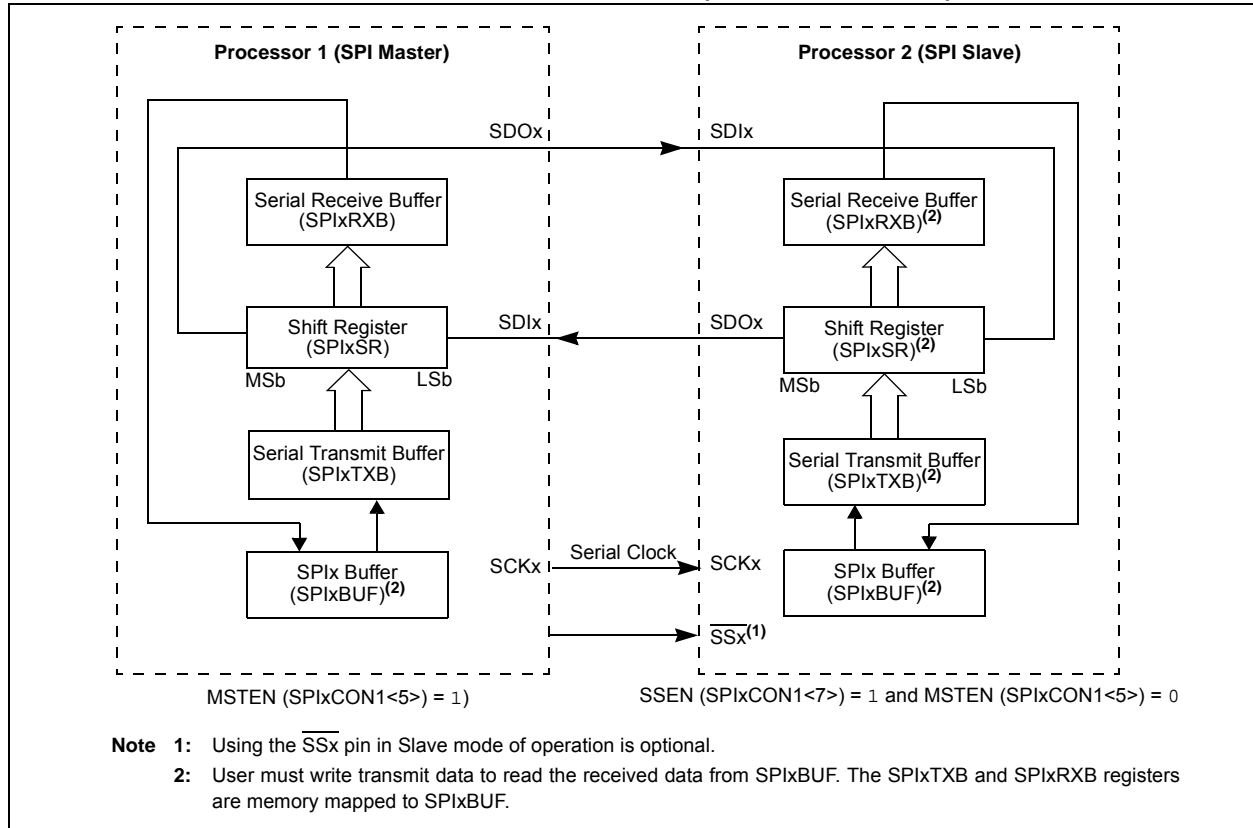 Processor 1 (SPI Master)
Processor 2 (SPI Slave)
SDOx
SDIx
Serial Receive Buffer
(SPIxRXB)
Serial Receive Buffer
(SPIxRXB)(2)
Shift Register
(SPIxSR)
SDIx
SDOx
Shift Register
(SPIxSR)(2)
MSb
LSb
MSb
LSb
Serial Transmit Buffer
(SPIxTXB)
Serial Transmit Buffer
(SPIxTXB)(2)
SPIx Buffer
(SPIxBUF)(2)
SCKx
Serial Clock
SCKx
SPIx Buffer
(SPIxBUF)(2)
SSx(1)
MSTEN (SPIxCON1<5>) = 1)
SSEN (SPIxCON1<7>) = 1 and MSTEN (SPIxCON1<5>) = 0
Note 1: Using the SSx pin in Slave mode of operation is optional.
2: User must write transmit data to read the received data from SPIxBUF. The SPIxTXB and SPIxRXB registers
are memory mapped to SPIxBUF.